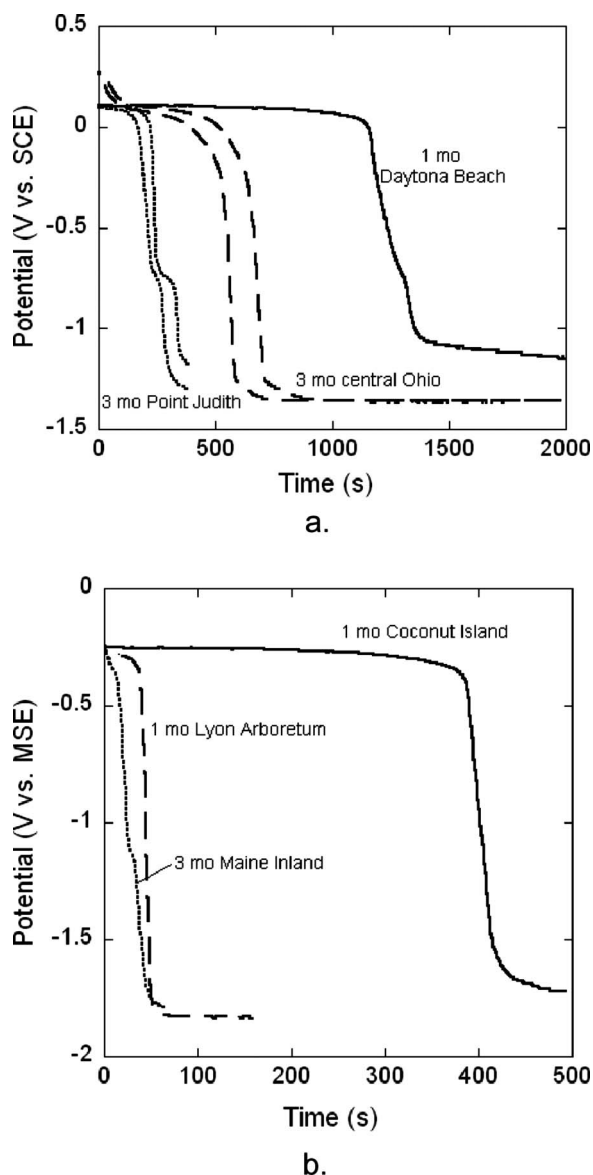 0.5
0
-0.5
-1
-1.5
Potential (V vs. SCE)
1 mo
Daytona Beach
3 mo central Ohio
3 mo Point Judith
0
500
1000
1500
2000
Time (s)
a.
0
-0.5
-1
-1.5
-2
Potential (V vs. MSE)
1 mo Coconut Island
1 mo Lyon Arboretum
3 mo Maine Inland
0
100
200
300
400
500
Time (s)
b.